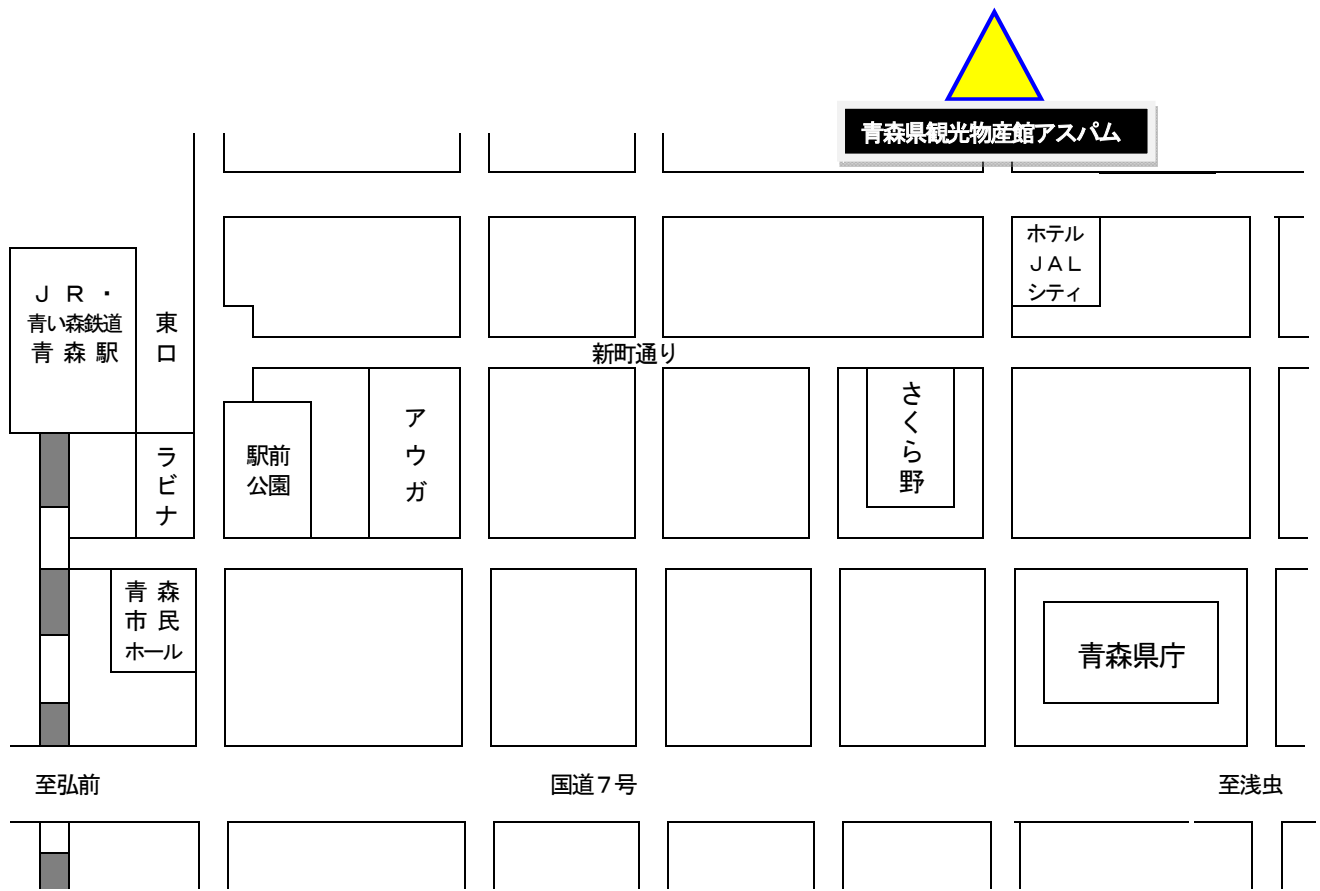 青森県観光物産館アスパム
ホテル
ＪＡＬ
シティ
ＪＲ・
青い森鉄道
青森駅
東口
新町通り
ラビナ
駅前
公園
アウガ
さくら野
青森
市民
ホール
青森県庁
至弘前
国道７号
至浅虫